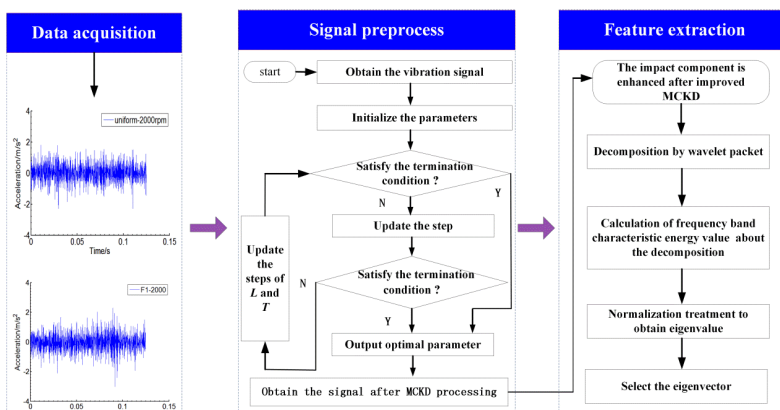 Data acquisition
uniform-2000rpm
Acceleration/m/s²
4
2
0
-2
-4
0
0.05
0.1
0.15
Time/s
F1-2000
Acceleration/m/s²
4
2
0
-2
-4
0
0.05
0.1
0.15
Signal preprocess
start
Obtain the vibration signal
Initialize the parameters
Satisfy the termination
condition ?
N
Y
Update the step
Update
the
steps of
L and
T
N
Satisfy the termination
condition ?
Y
Output optimal parameter
Obtain the signal after MCKD processing
Feature extraction
The impact component is
enhanced after improved
MCKD
Decomposition by wavelet packet
Calculation of frequency band
characteristic energy value about
the decomposition
Normalization treatment to
obtain eigenvalue
Select the eigenvector